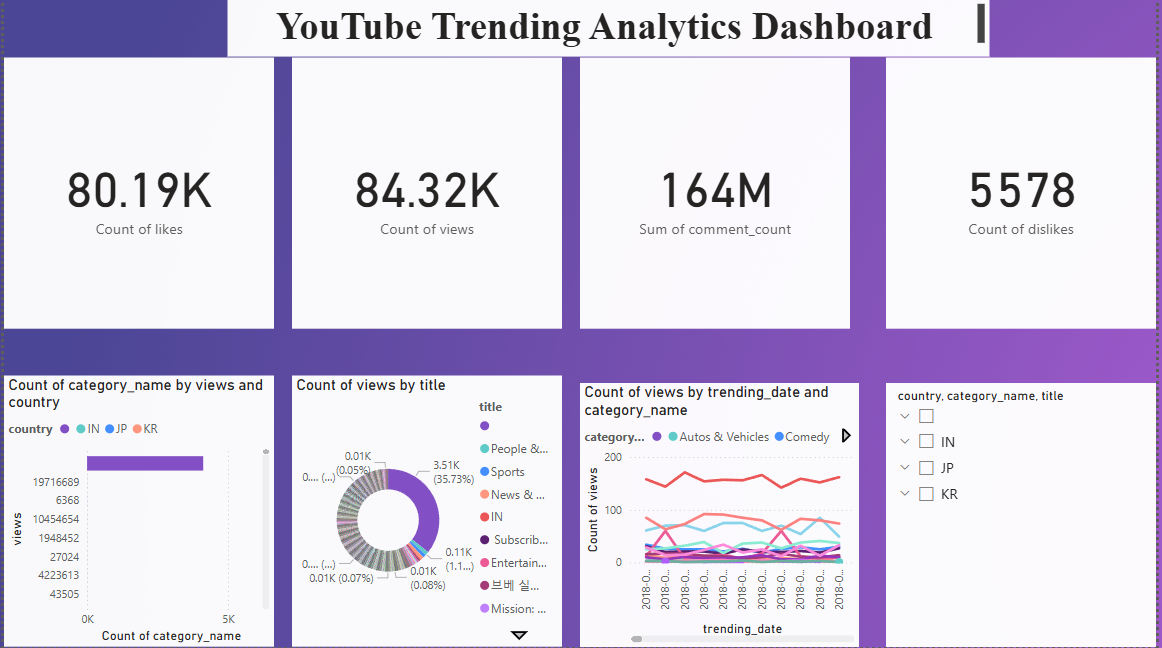 YouTube Trending Analytics Dashboard
80.19K
Count of likes
84.32K
Count of views
164M
Sum of comment_count
5578
Count of dislikes
Count of category_name by views and
country
country IN JP KR
views
19716689
6368
10454654
1948452
27024
4223613
43505
0K 5K
Count of category_name
Count of views by title
0.01K
(0.05%)
3.51K
(35.73%)
0.... (...)
0.... (...)
0.01K (0.07%)
0.01K
(0.08%)
0.11K
(1.1...)
title
People &...
Sports
News & ...
IN
Subscrib...
Entertain...
브베 실...
Mission: ...
Count of views by trending_date and
category_name
category... Autos & Vehicles Comedy
Count of views
200
100
0
2018-0... 2018-0... 2018-0... 2018-0... 2018-0... 2018-0... 2018-0... 2018-0... 2018-0... 2018-0... 2018-0...
trending_date
country, category_name, title
IN
JP
KR